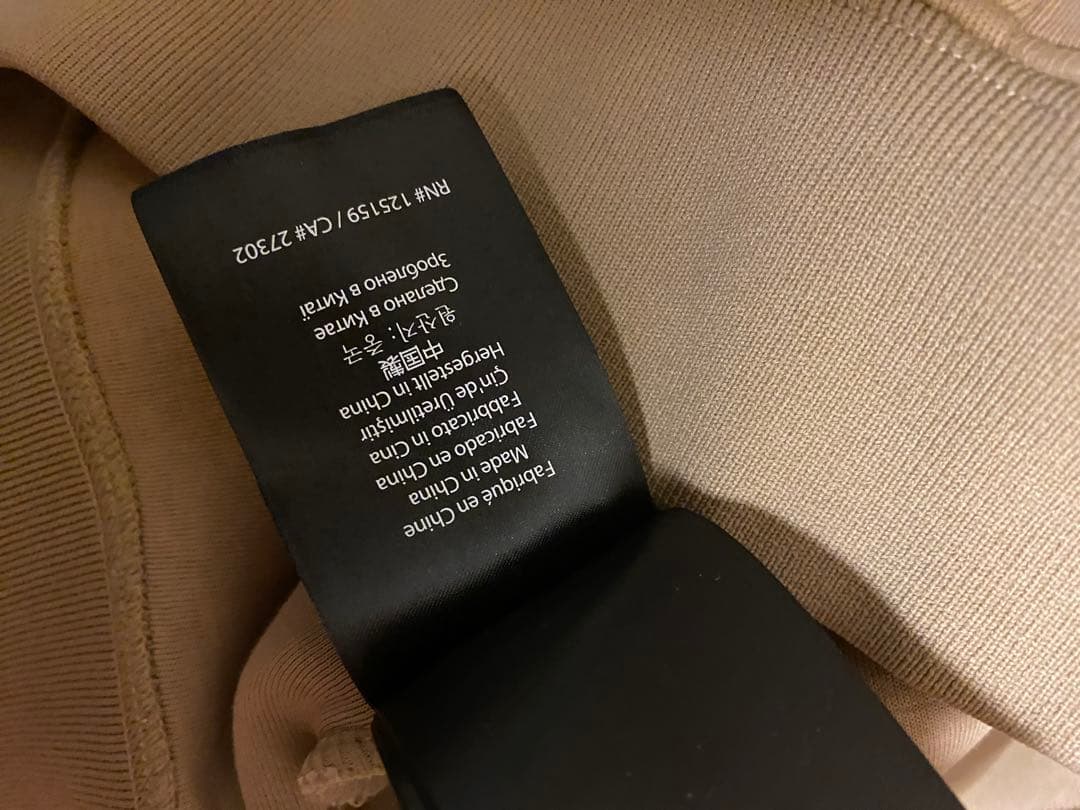 Fabriqué en Chine
Made in China
Fabricado en China
Fabbricato in Cina
Çin'de Üretilmiştir
Hergestellt in China
中国製
원산지: 중국
Сделано в Китае
Зроблено в Китаї
RN# 125159 / CA# 27302